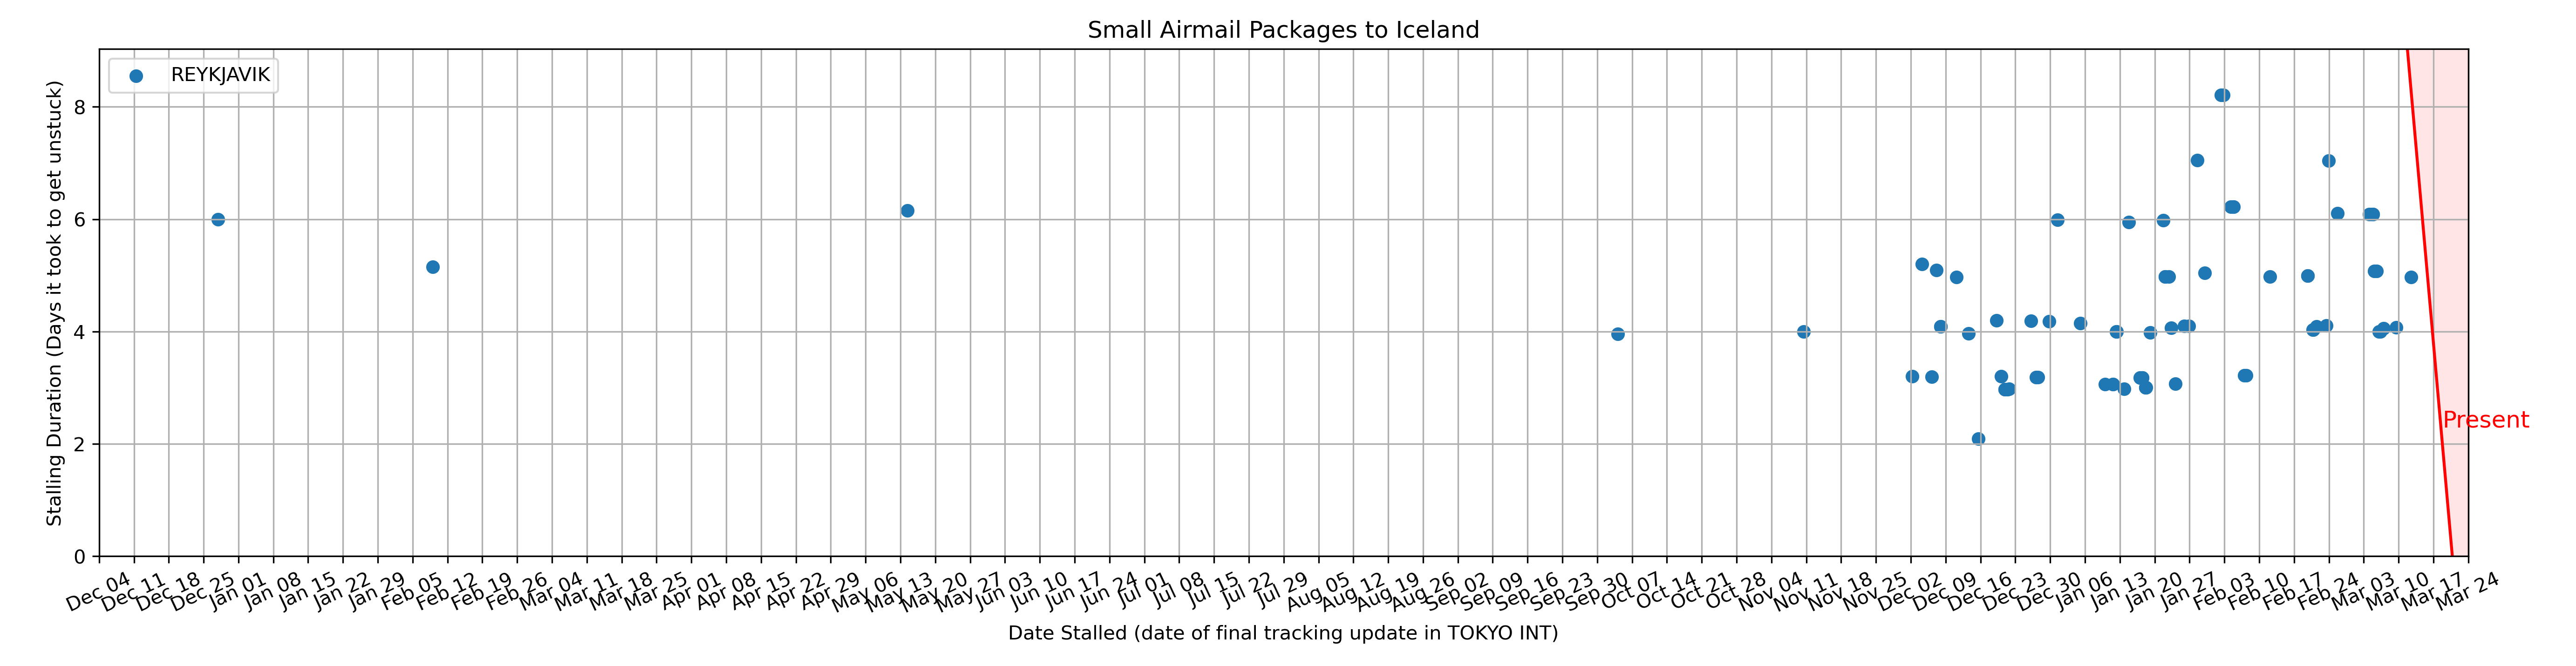 Small Airmail Packages to Iceland
REYKJAVIK
Stalling Duration (Days it took to get unstuck)
8
6
4
2
0
Present
Dec 04
Dec 11
Dec 18
Dec 25
Jan 01
Jan 08
Jan 15
Jan 22
Jan 29
Feb 05
Feb 12
Feb 19
Feb 26
Mar 04
Mar 11
Mar 18
Mar 25
Apr 01
Apr 08
Apr 15
Apr 22
Apr 29
May 06
May 13
May 20
May 27
Jun 03
Jun 10
Jun 17
Jun 24
Jul 01
Jul 08
Jul 15
Jul 22
Jul 29
Aug 05
Aug 12
Aug 19
Aug 26
Sep 02
Sep 09
Sep 16
Sep 23
Sep 30
Oct 07
Oct 14
Oct 21
Oct 28
Nov 04
Nov 11
Nov 18
Nov 25
Dec 02
Dec 09
Dec 16
Dec 23
Dec 30
Jan 06
Jan 13
Jan 20
Jan 27
Feb 03
Feb 10
Feb 17
Feb 24
Mar 03
Mar 10
Mar 17
Mar 24
Date Stalled (date of final tracking update in TOKYO INT)